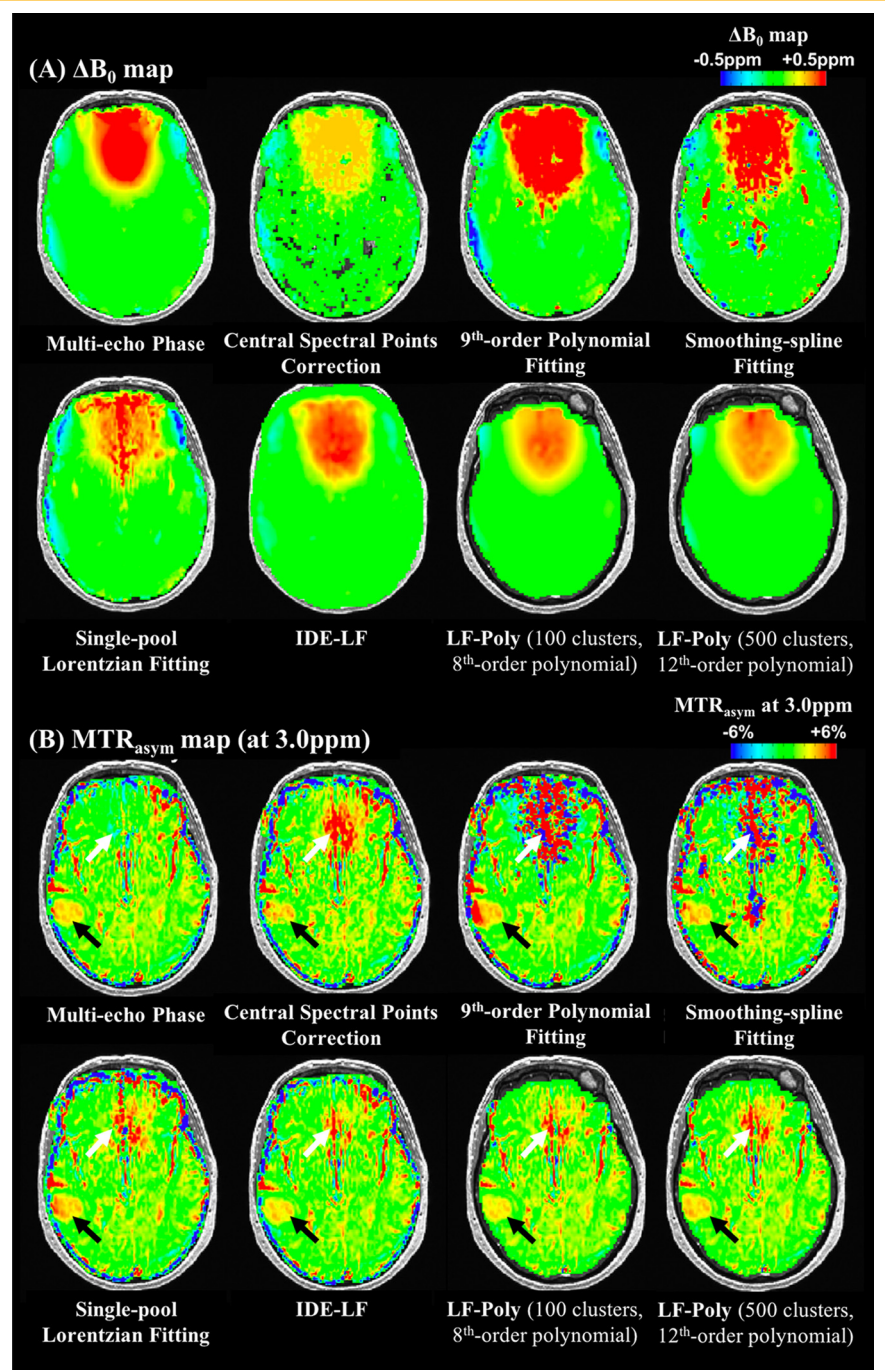 ΔB₀ map
-0.5ppm +0.5ppm
(A) ΔB₀ map
Multi-echo Phase
Central Spectral Points
Correction
9th-order Polynomial
Fitting
Smoothing-spline
Fitting
Single-pool
Lorentzian Fitting
IDE-LF
LF-Poly (100 clusters,
8th-order polynomial)
LF-Poly (500 clusters,
12th-order polynomial)
MTRasym at 3.0ppm
-6% +6%
(B) MTRasym map (at 3.0ppm)
Multi-echo Phase
Central Spectral Points
Correction
9th-order Polynomial
Fitting
Smoothing-spline
Fitting
Single-pool
Lorentzian Fitting
IDE-LF
LF-Poly (100 clusters,
8th-order polynomial)
LF-Poly (500 clusters,
12th-order polynomial)